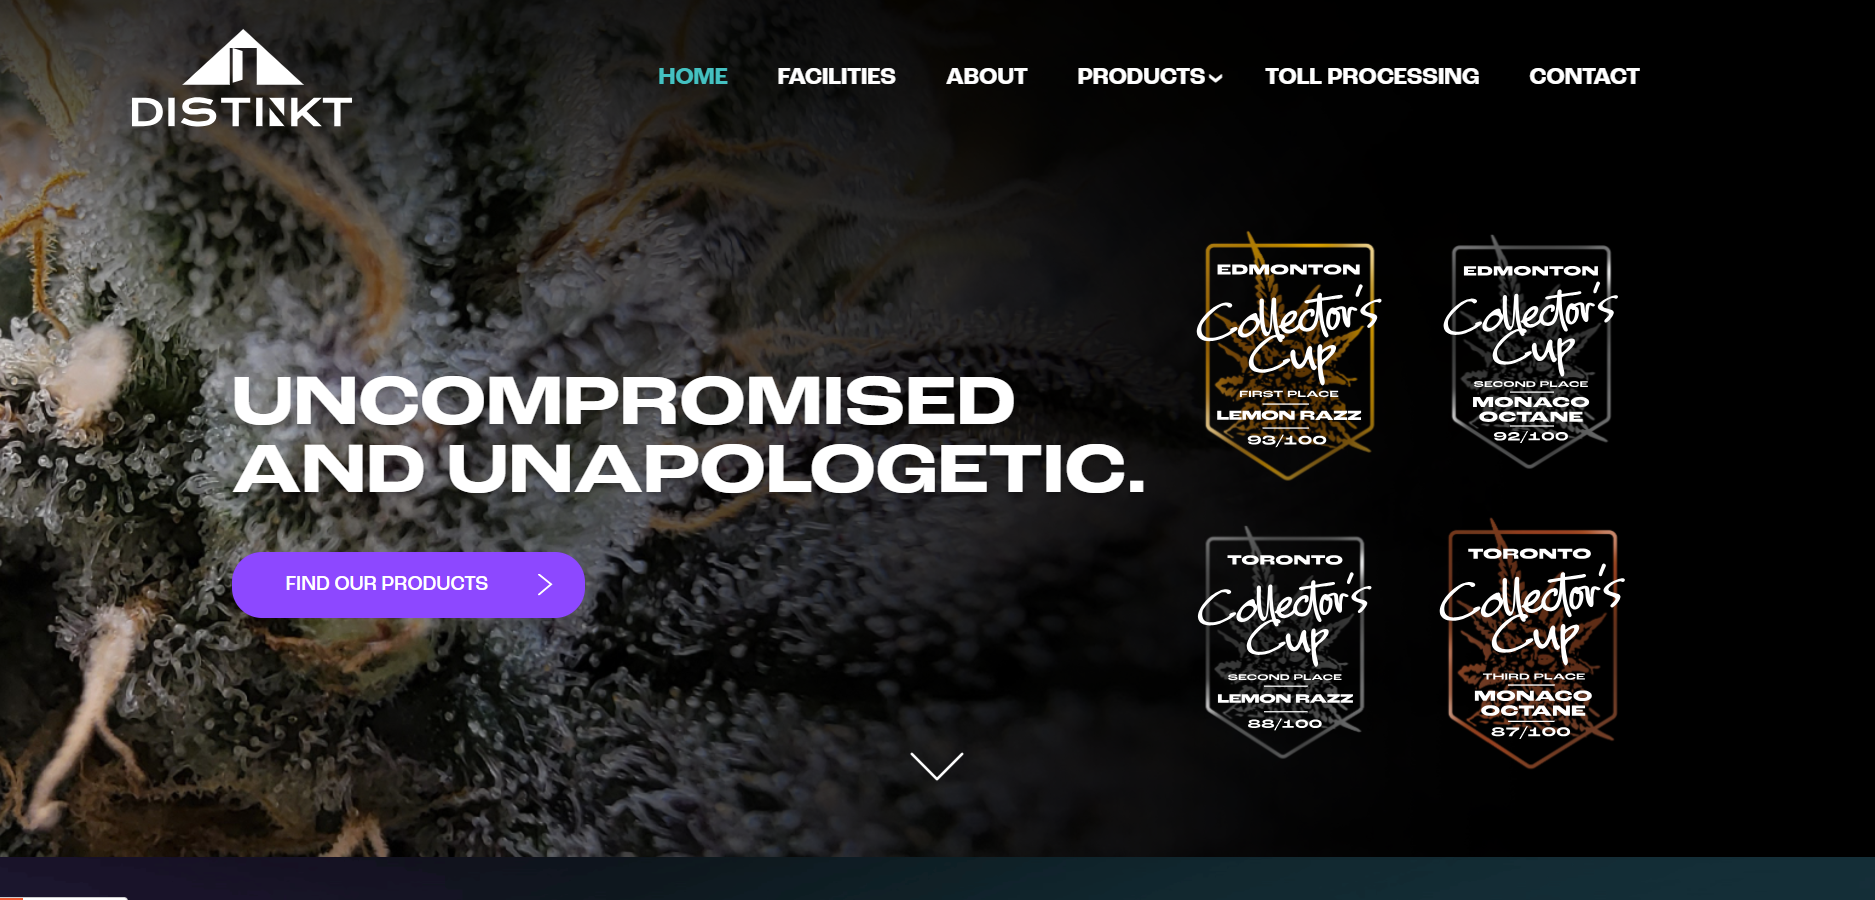 DISTINKT
HOME
FACILITIES
ABOUT
PRODUCTS
TOLL PROCESSING
CONTACT
UNCOMPROMISED
AND UNAPOLOGETIC.
FIND OUR PRODUCTS
EDMONTON
Collector's
Cup
FIRST PLACE
LEMON RAZZ
93/100
EDMONTON
Collector's
Cup
SECOND PLACE
MONACO
OCTANE
92/100
TORONTO
Collector's
Cup
SECOND PLACE
LEMON RAZZ
88/100
TORONTO
Collector's
Cup
THIRD PLACE
MONACO
OCTANE
87/100